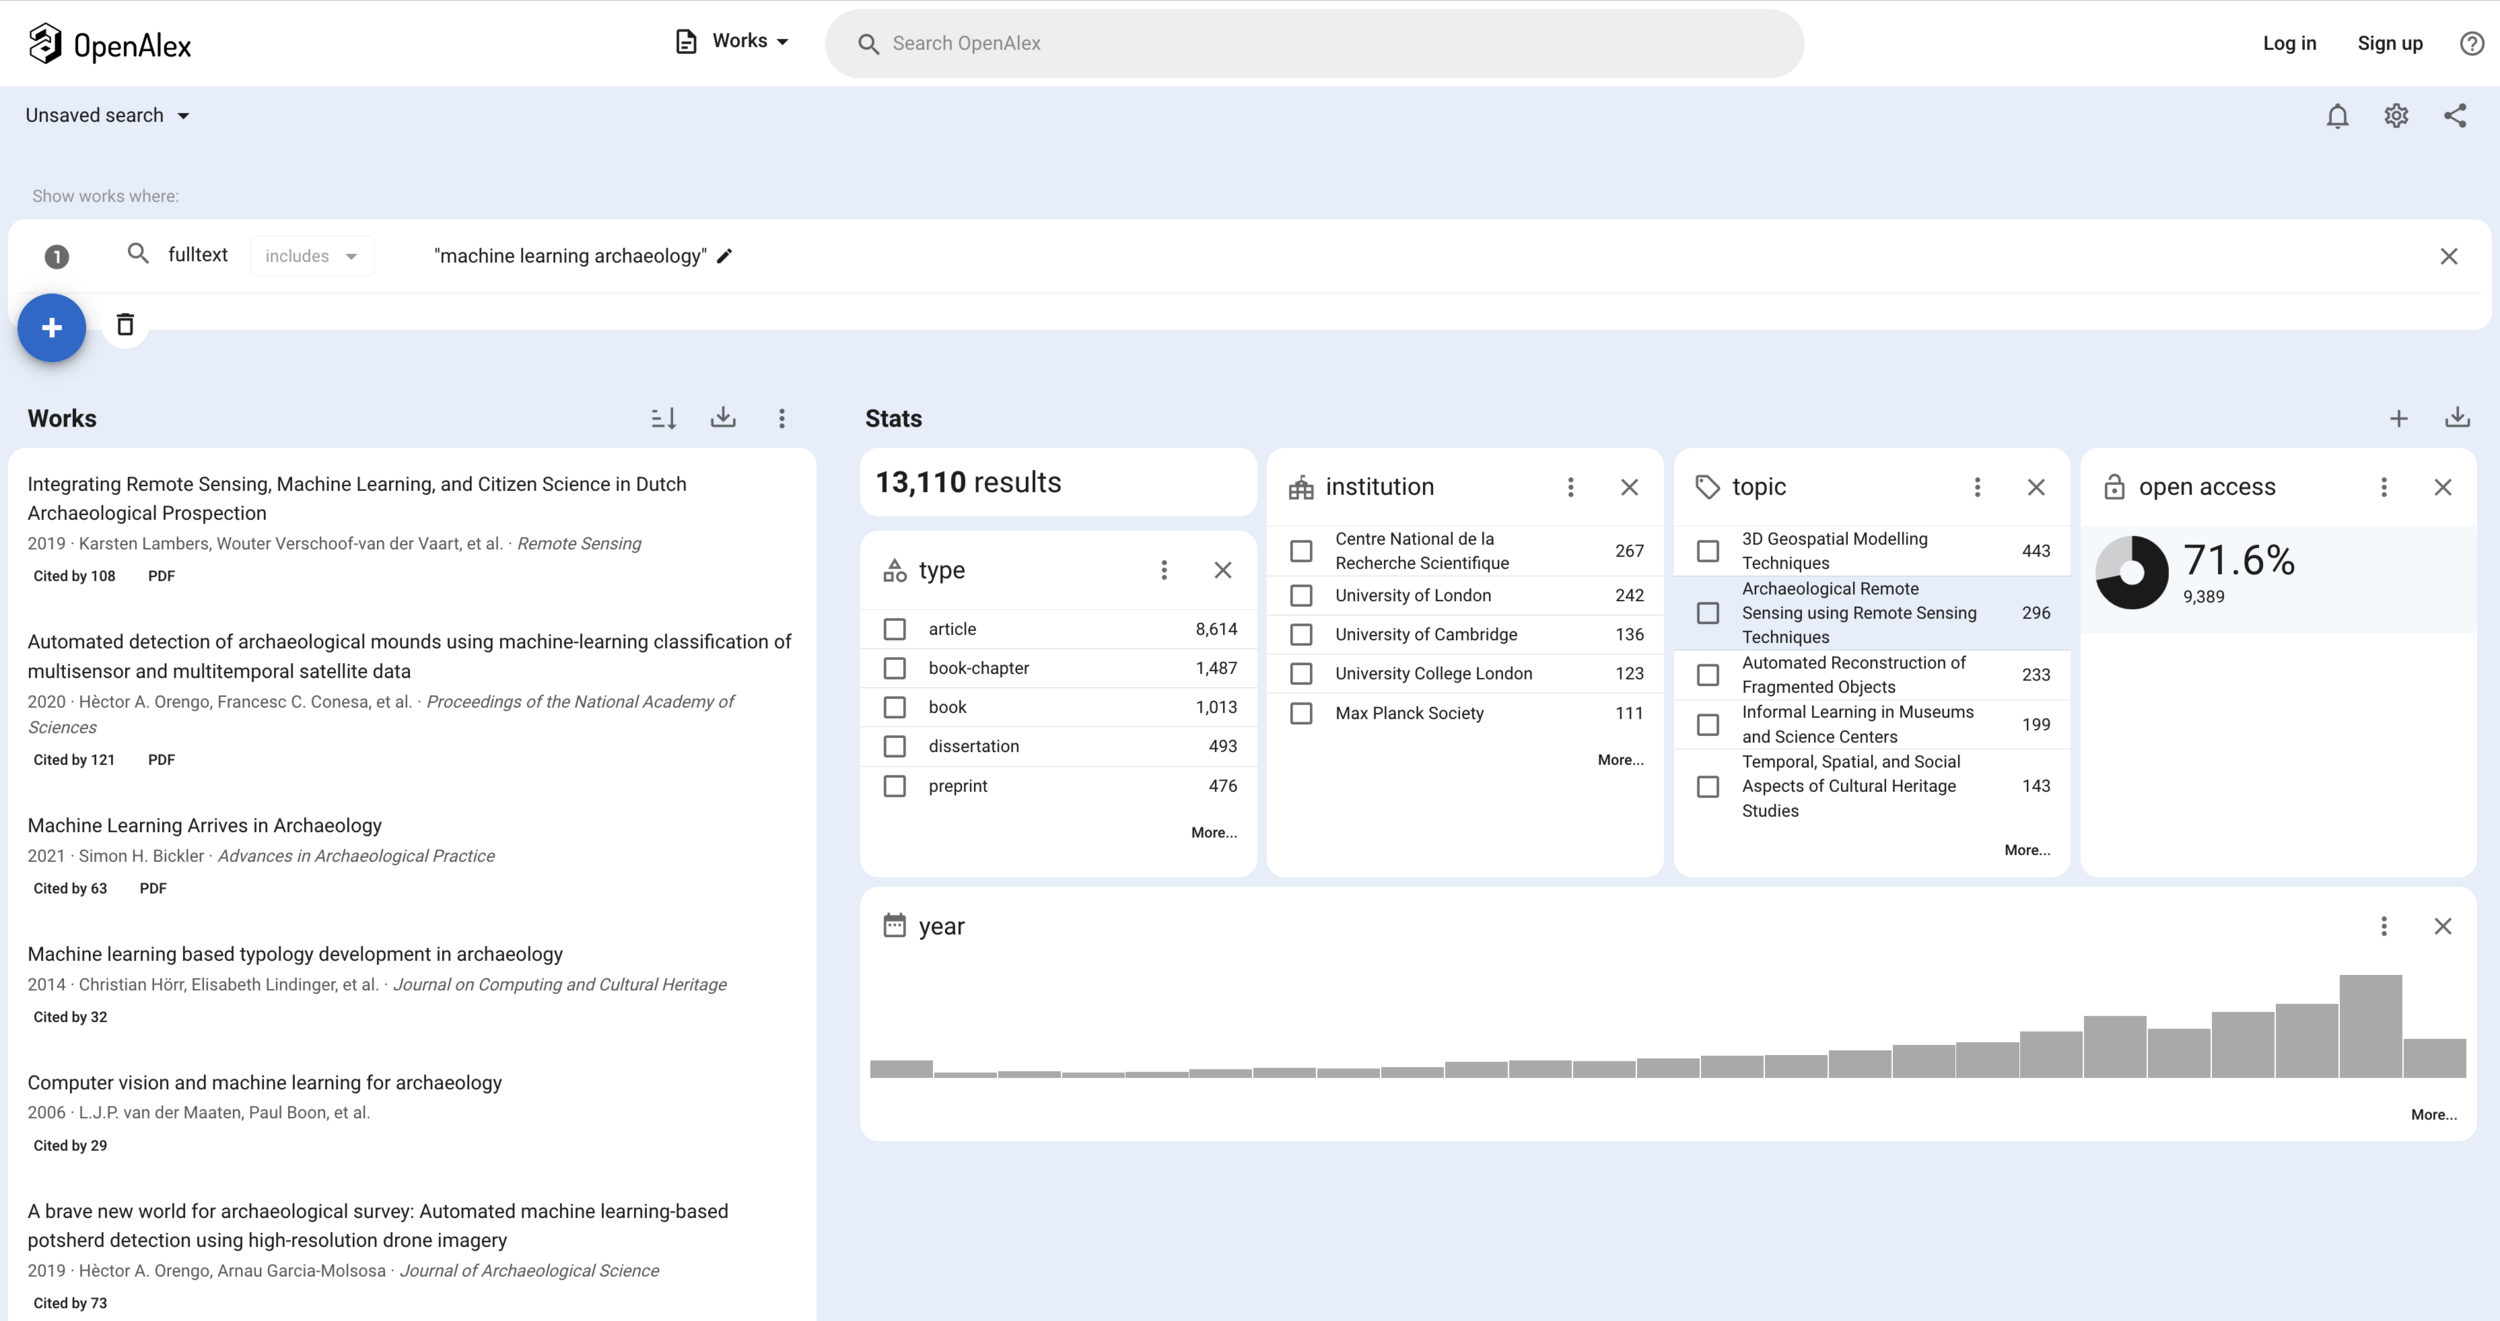 OpenAlex
Works
Search OpenAlex
Log in
Sign up
Unsaved search
Show works where:
1
fulltext
includes
"machine learning archaeology"
Works
Integrating Remote Sensing, Machine Learning, and Citizen Science in Dutch
Archaeological Prospection
2019 · Karsten Lambers, Wouter Verschoof-van der Vaart, et al. · Remote Sensing
Cited by 108 PDF
Automated detection of archaeological mounds using machine-learning classification of
multisensor and multitemporal satellite data
2020 · Hèctor A. Orengo, Francesc C. Conesa, et al. · Proceedings of the National Academy of
Sciences
Cited by 121 PDF
Machine Learning Arrives in Archaeology
2021 · Simon H. Bickler · Advances in Archaeological Practice
Cited by 63 PDF
Machine learning based typology development in archaeology
2014 · Christian Hörr, Elisabeth Lindinger, et al. · Journal on Computing and Cultural Heritage
Cited by 32
Computer vision and machine learning for archaeology
2006 · L.J.P. van der Maaten, Paul Boon, et al.
Cited by 29
A brave new world for archaeological survey: Automated machine learning-based
potsherd detection using high-resolution drone imagery
2019 · Hèctor A. Orengo, Arnau Garcia-Molsosa · Journal of Archaeological Science
Cited by 73
Stats
13,110 results
type
article 8,614
book-chapter 1,487
book 1,013
dissertation 493
preprint 476
More...
institution
Centre National de la
Recherche Scientifique 267
University of London 242
University of Cambridge 136
University College London 123
Max Planck Society 111
More...
topic
3D Geospatial Modelling
Techniques 443
Archaeological Remote
Sensing using Remote Sensing 296
Techniques
Automated Reconstruction of
Fragmented Objects 233
Informal Learning in Museums
and Science Centers 199
Temporal, Spatial, and Social
Aspects of Cultural Heritage 143
Studies
More...
open access
71.6%
9,389
year
More...